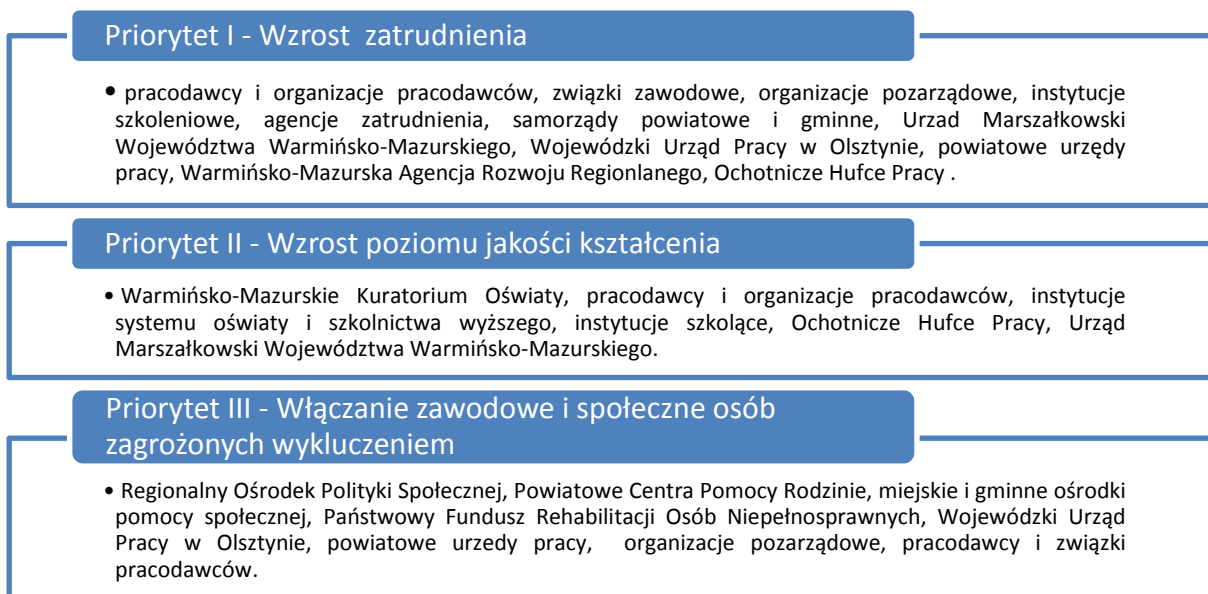 Priorytet I - Wzrost zatrudnienia
• pracodawcy i organizacje pracodawców, związki zawodowe, organizacje pozarządowe, instytucje
szkoleniowe, agencje zatrudnienia, samorządy powiatowe i gminne, Urzad Marszałkowski
Województwa Warmińsko-Mazurskiego, Wojewódzki Urząd Pracy w Olsztynie, powiatowe urzędy
pracy, Warmińsko-Mazurska Agencja Rozwoju Regionlanego, Ochotnicze Hufce Pracy .
Priorytet II - Wzrost poziomu jakości kształcenia
• Warmińsko-Mazurskie Kuratorium Oświaty, pracodawcy i organizacje pracodawców, instytucje
systemu oświaty i szkolnictwa wyższego, instytucje szkolące, Ochotnicze Hufce Pracy, Urząd
Marszałkowski Województwa Warmińsko-Mazurskiego.
Priorytet III - Włączanie zawodowe i społeczne osób
zagrożonych wykluczeniem
• Regionalny Ośrodek Polityki Społecznej, Powiatowe Centra Pomocy Rodzinie, miejskie i gminne ośrodki
pomocy społecznej, Państwowy Fundusz Rehabilitacji Osób Niepełnosprawnych, Wojewódzki Urząd
Pracy w Olsztynie, powiatowe urzedy pracy, organizacje pozarządowe, pracodawcy i związki
pracodawców.